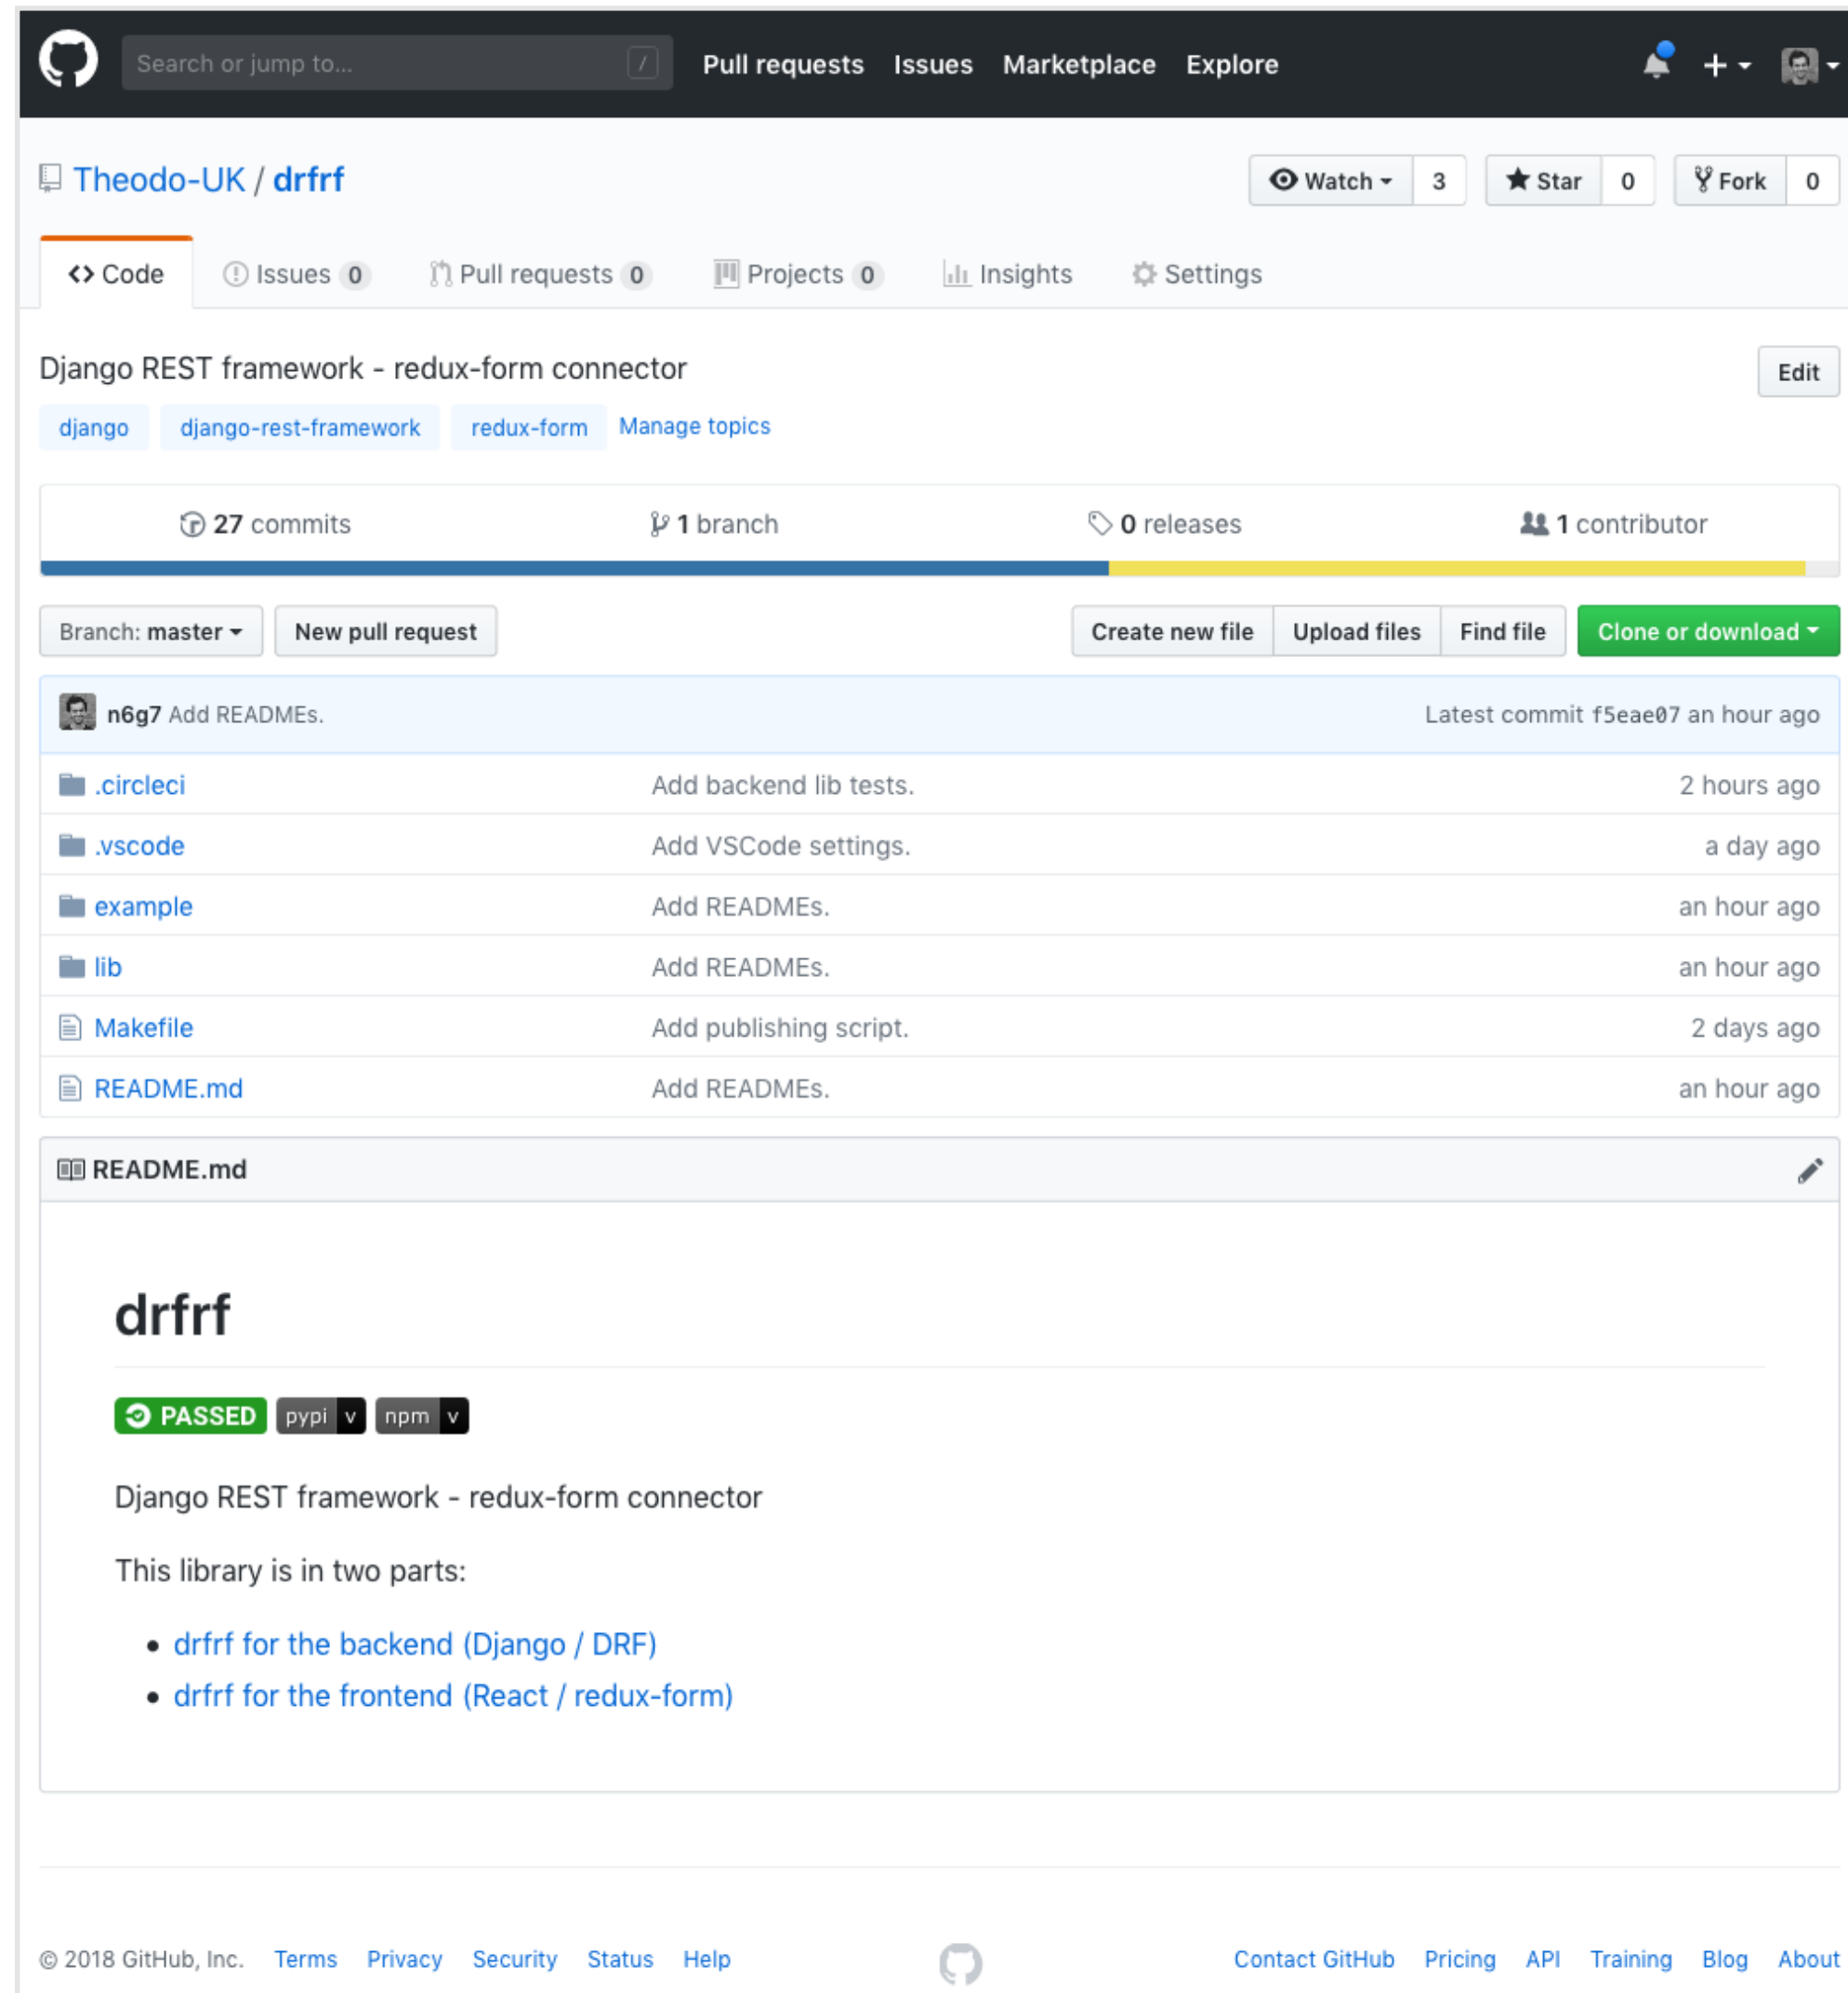 Search or jump to... / Pull requests Issues Marketplace Explore
Theodo-UK / drfrf Watch 3 Star 0 Fork 0
Code Issues 0 Pull requests 0 Projects 0 Insights Settings
Django REST framework - redux-form connector Edit
django django-rest-framework redux-form Manage topics
27 commits 1 branch 0 releases 1 contributor
Branch: master New pull request Create new file Upload files Find file Clone or download
n6g7 Add READMEs. Latest commit f5eae07 an hour ago
.circleci Add backend lib tests. 2 hours ago
.vscode Add VSCode settings. a day ago
example Add READMEs. an hour ago
lib Add READMEs. an hour ago
Makefile Add publishing script. 2 days ago
README.md Add READMEs. an hour ago
README.md
drfrf
PASSED pypi v npm v
Django REST framework - redux-form connector
This library is in two parts:
• drfrf for the backend (Django / DRF)
• drfrf for the frontend (React / redux-form)
© 2018 GitHub, Inc. Terms Privacy Security Status Help Contact GitHub Pricing API Training Blog About